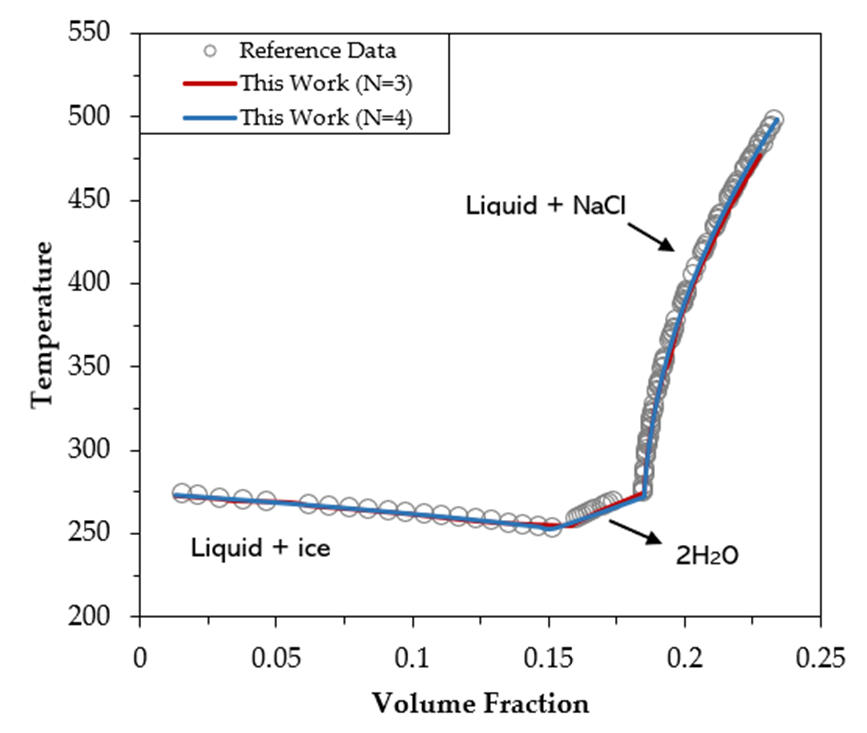 550
500
450
400
350
300
250
200
Temperature
Reference Data
This Work (N=3)
This Work (N=4)
Liquid + NaCl
Liquid + ice
2H2O
0 0.05 0.1 0.15 0.2 0.25
Volume Fraction